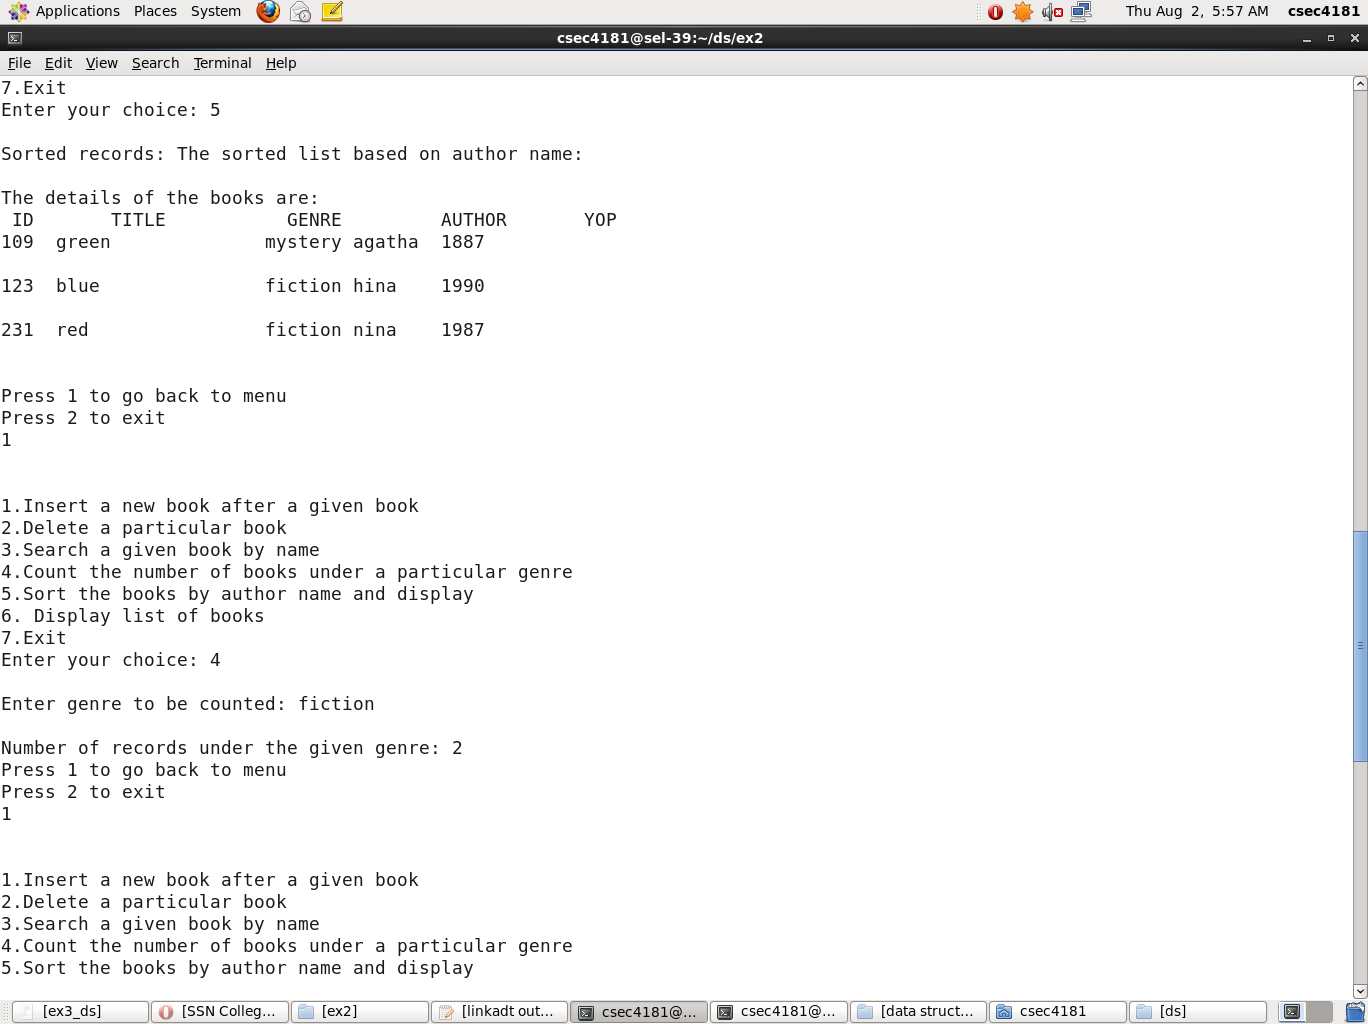 Applications Places System Thu Aug 2, 5:57 AM csec4181
csec4181@sel-39:~/ds/ex2
File Edit View Search Terminal Help
7.Exit
Enter your choice: 5
Sorted records: The sorted list based on author name:
The details of the books are:
ID TITLE GENRE AUTHOR YOP
109 green mystery agatha 1887
123 blue fiction hina 1990
231 red fiction nina 1987
Press 1 to go back to menu
Press 2 to exit
1
1.Insert a new book after a given book
2.Delete a particular book
3.Search a given book by name
4.Count the number of books under a particular genre
5.Sort the books by author name and display
6. Display list of books
7.Exit
Enter your choice: 4
Enter genre to be counted: fiction
Number of records under the given genre: 2
Press 1 to go back to menu
Press 2 to exit
1
1.Insert a new book after a given book
2.Delete a particular book
3.Search a given book by name
4.Count the number of books under a particular genre
5.Sort the books by author name and display
[ex3_ds] [SSN Colleg... [ex2] [linkadt out... csec4181@... csec4181@... [data struct... csec4181 [ds]